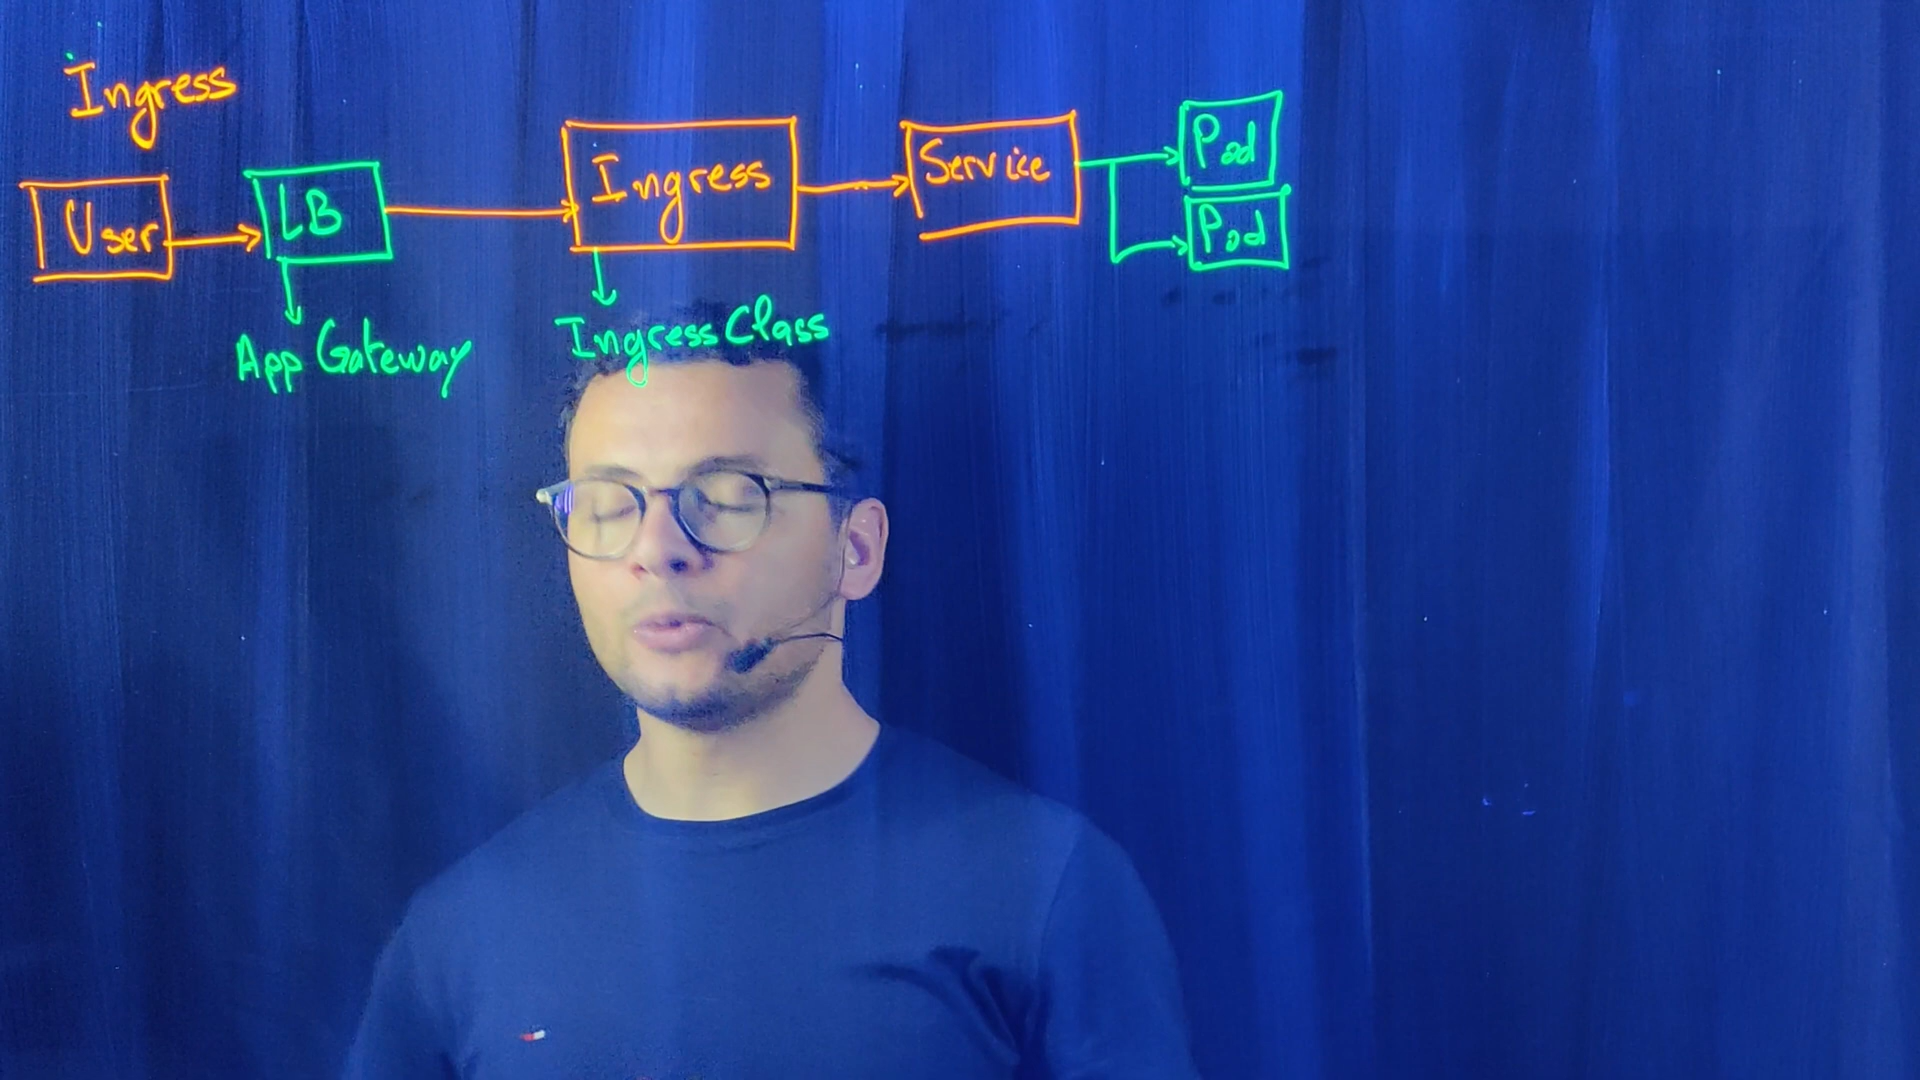 Ingress
User
LB
Ingress
Service
Pod
Pod
App Gateway
Ingress Class